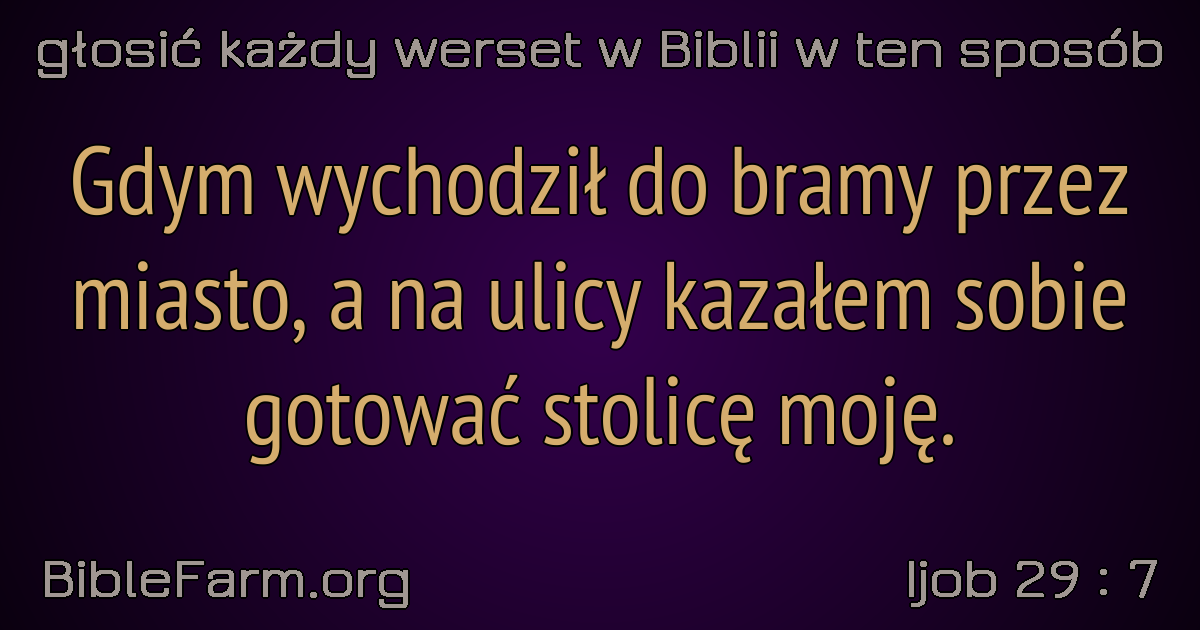 głosić każdy werset w Biblii w ten sposób
Gdym wychodził do bramy przez
miasto, a na ulicy kazałem sobie
gotować stolicę moję.
BibleFarm.org
Ijob 29 : 7